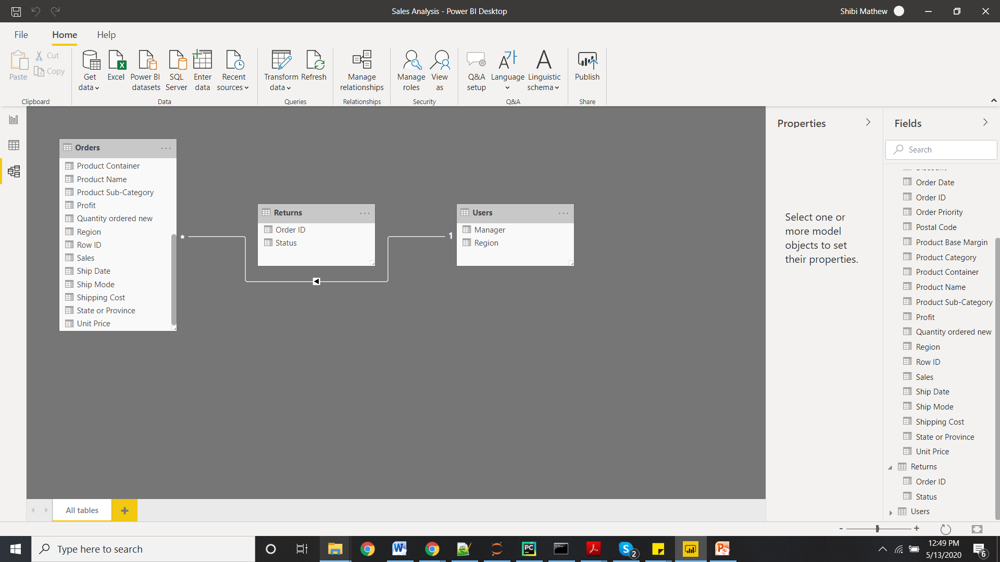 Sales Analysis - Power BI Desktop
Shibi Mathew
File
Home
Help
Paste
Cut
Copy
Clipboard
Get
data
Excel
Power BI
datasets
SQL
Server
Enter
data
Recent
sources
Data
Transform
data
Refresh
Queries
Manage
relationships
Relationships
Manage
roles
View
as
Security
Q&A
setup
Language
Linguistic
schema
Q&A
Publish
Share
Orders
Product Container
Product Name
Product Sub-Category
Profit
Quantity ordered new
Region
Row ID
Sales
Ship Date
Ship Mode
Shipping Cost
State or Province
Unit Price
*
Returns
Order ID
Status
1
Users
Manager
Region
Properties
Select one or
more model
objects to set
their properties.
Fields
Search
Order Date
Order ID
Order Priority
Postal Code
Product Base Margin
Product Category
Product Container
Product Name
Product Sub-Category
Profit
Quantity ordered new
Region
Row ID
Sales
Ship Date
Ship Mode
Shipping Cost
State or Province
Unit Price
Returns
Order ID
Status
Users
All tables
+
- +
Type here to search
W
PC
S 2
12:49 PM
5/13/2020
6